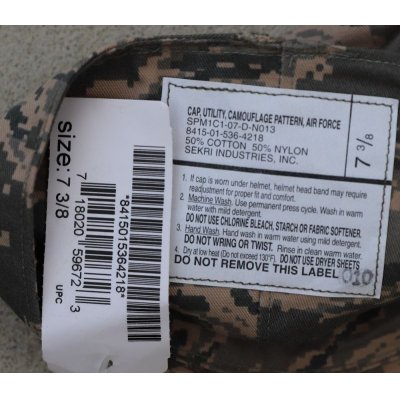 CAP, UTILITY, CAMOUFLAGE PATTERN, AIR FORCE
SPM1C1-07-D-N013
8415-01-536-4218
50% COTTON 50% NYLON
SEKRI INDUSTRIES, INC.
7 3/8
1. If cap is worn under helmet, helmet head band may require
readjustment for proper fit and comfort.
2. Machine Wash. Use permanent press cycle. Wash in warm
water with mild detergent.
DO NOT USE CHLORINE BLEACH, STARCH OR FABRIC SOFTENER.
3. Hand Wash. Hand wash in warm water using mild detergent.
DO NOT WRING OR TWIST. Rinse in clean warm water.
4. Dry at low heat (Do not exceed 130°F). DO NOT USE DRYER SHEETS
DO NOT REMOVE THIS LABEL
010
size: 7 3/8
*8415015364218*
7 18020 59672 3
UPC